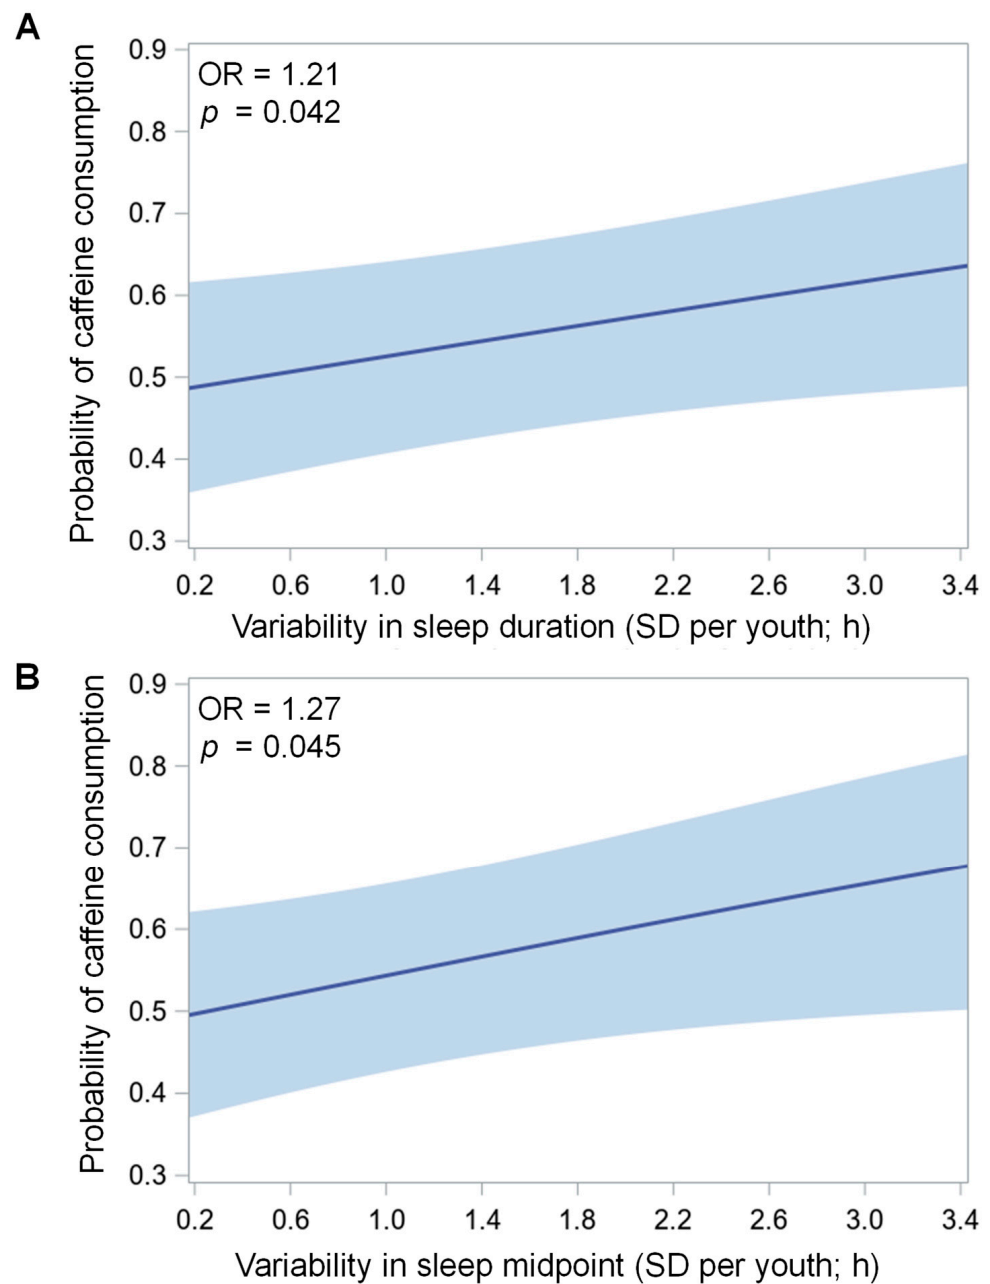 A
Probability of caffeine consumption
0.9
0.8
0.7
0.6
0.5
0.4
0.3
OR = 1.21
p = 0.042
0.2 0.6 1.0 1.4 1.8 2.2 2.6 3.0 3.4
Variability in sleep duration (SD per youth; h)
B
Probability of caffeine consumption
0.9
0.8
0.7
0.6
0.5
0.4
0.3
OR = 1.27
p = 0.045
0.2 0.6 1.0 1.4 1.8 2.2 2.6 3.0 3.4
Variability in sleep midpoint (SD per youth; h)